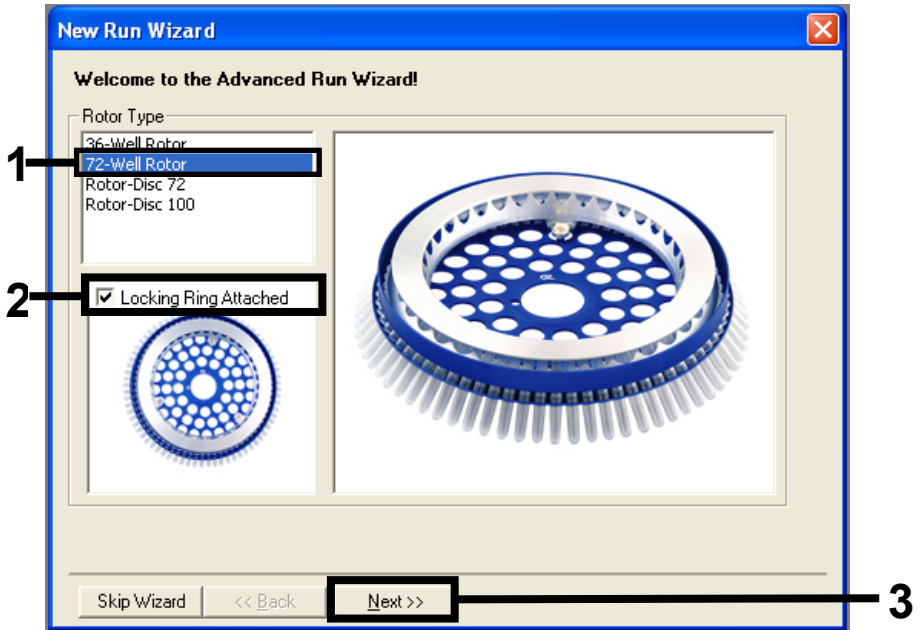 New Run Wizard
Welcome to the Advanced Run Wizard!
Rotor Type
36-Well Rotor
1
72-Well Rotor
Rotor-Disc 72
Rotor-Disc 100
2
Locking Ring Attached
Skip Wizard
<< Back
Next >>
3